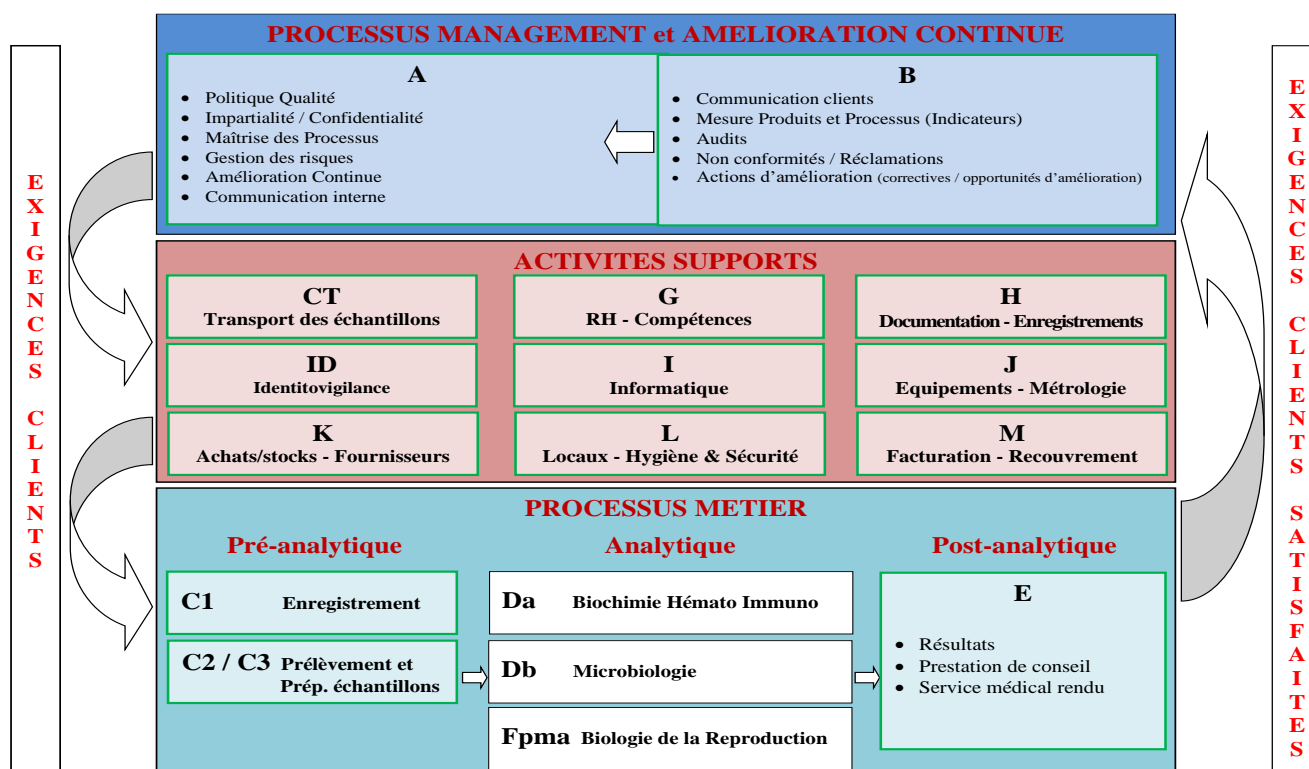 PROCESSUS MANAGEMENT et AMELIORATION CONTINUE
A
• Politique Qualité
• Impartialité / Confidentialité
• Maîtrise des Processus
• Gestion des risques
• Amélioration Continue
• Communication interne
B
• Communication clients
• Mesure Produits et Processus (Indicateurs)
• Audits
• Non conformités / Réclamations
• Actions d’amélioration (correctives / opportunités d’amélioration)
EXIGENCES CLIENTS
ACTIVITES SUPPORTS
CT
Transport des échantillons
G
RH - Compétences
H
Documentation - Enregistrements
ID
Identitovigilance
I
Informatique
J
Equipements - Métrologie
K
Achats/stocks - Fournisseurs
L
Locaux - Hygiène & Sécurité
M
Facturation - Recouvrement
PROCESSUS METIER
Pré-analytique
C1 Enregistrement
C2 / C3 Prélèvement et
Prép. échantillons
Analytique
Da Biochimie Hémato Immuno
Db Microbiologie
Fpma Biologie de la Reproduction
Post-analytique
E
• Résultats
• Prestation de conseil
• Service médical rendu
EXIGENCES CLIENTS SATISFAITES